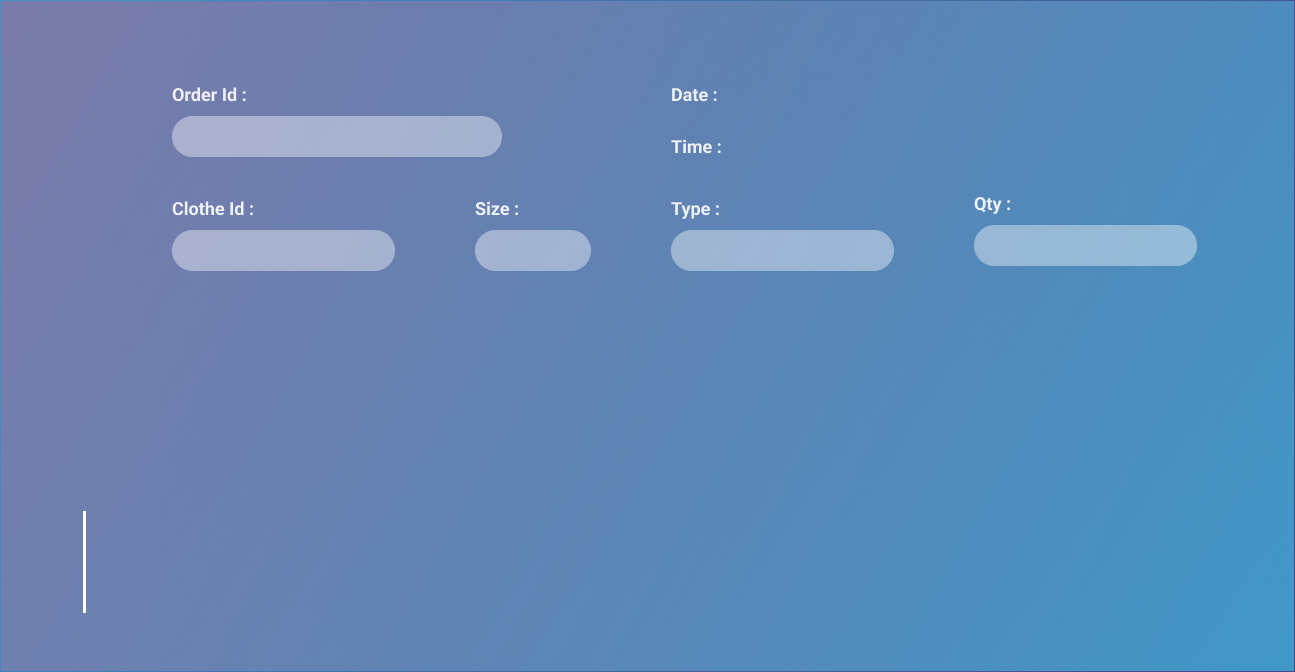 Order Id :
Date :
Time :
Clothe Id :
Size :
Type :
Qty :